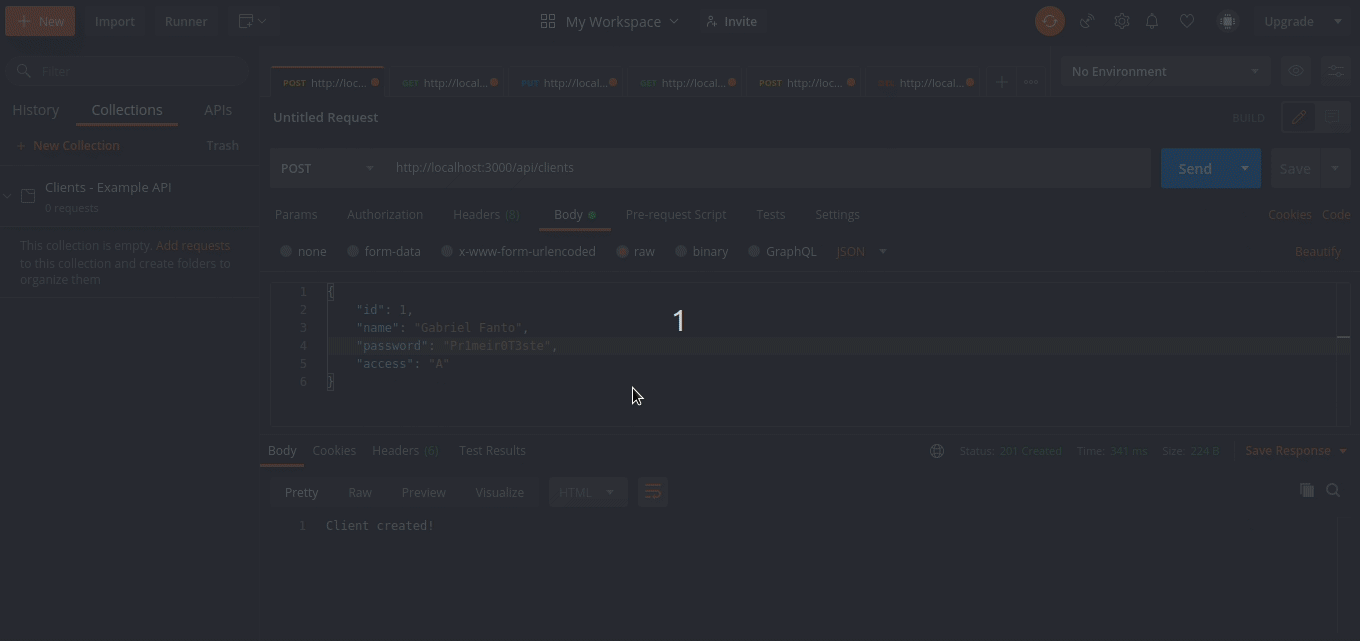 New Import Runner My Workspace Invite Upgrade
Filter
POST http://loc... GET http://local... PUT http://local... GET http://local... POST http://loc... DEL http://local... No Environment
History Collections APIs
Untitled Request BUILD
New Collection Trash
POST http://localhost:3000/api/clients Send Save
Clients - Example API
0 requests
Params Authorization Headers (8) Body Pre-request Script Tests Settings Cookies Code
This collection is empty. Add requests
to this collection and create folders to
organize them
none form-data x-www-form-urlencoded raw binary GraphQL JSON Beautify
1 {
2 "id": 1,
3 "name": "Gabriel Fanto",
4 "password": "Pr1meir0T3ste",
5 "access": "A"
6 }
1
Body Cookies Headers (6) Test Results Status: 201 Created Time: 341 ms Size: 224 B Save Response
Pretty Raw Preview Visualize HTML
1 Client created!